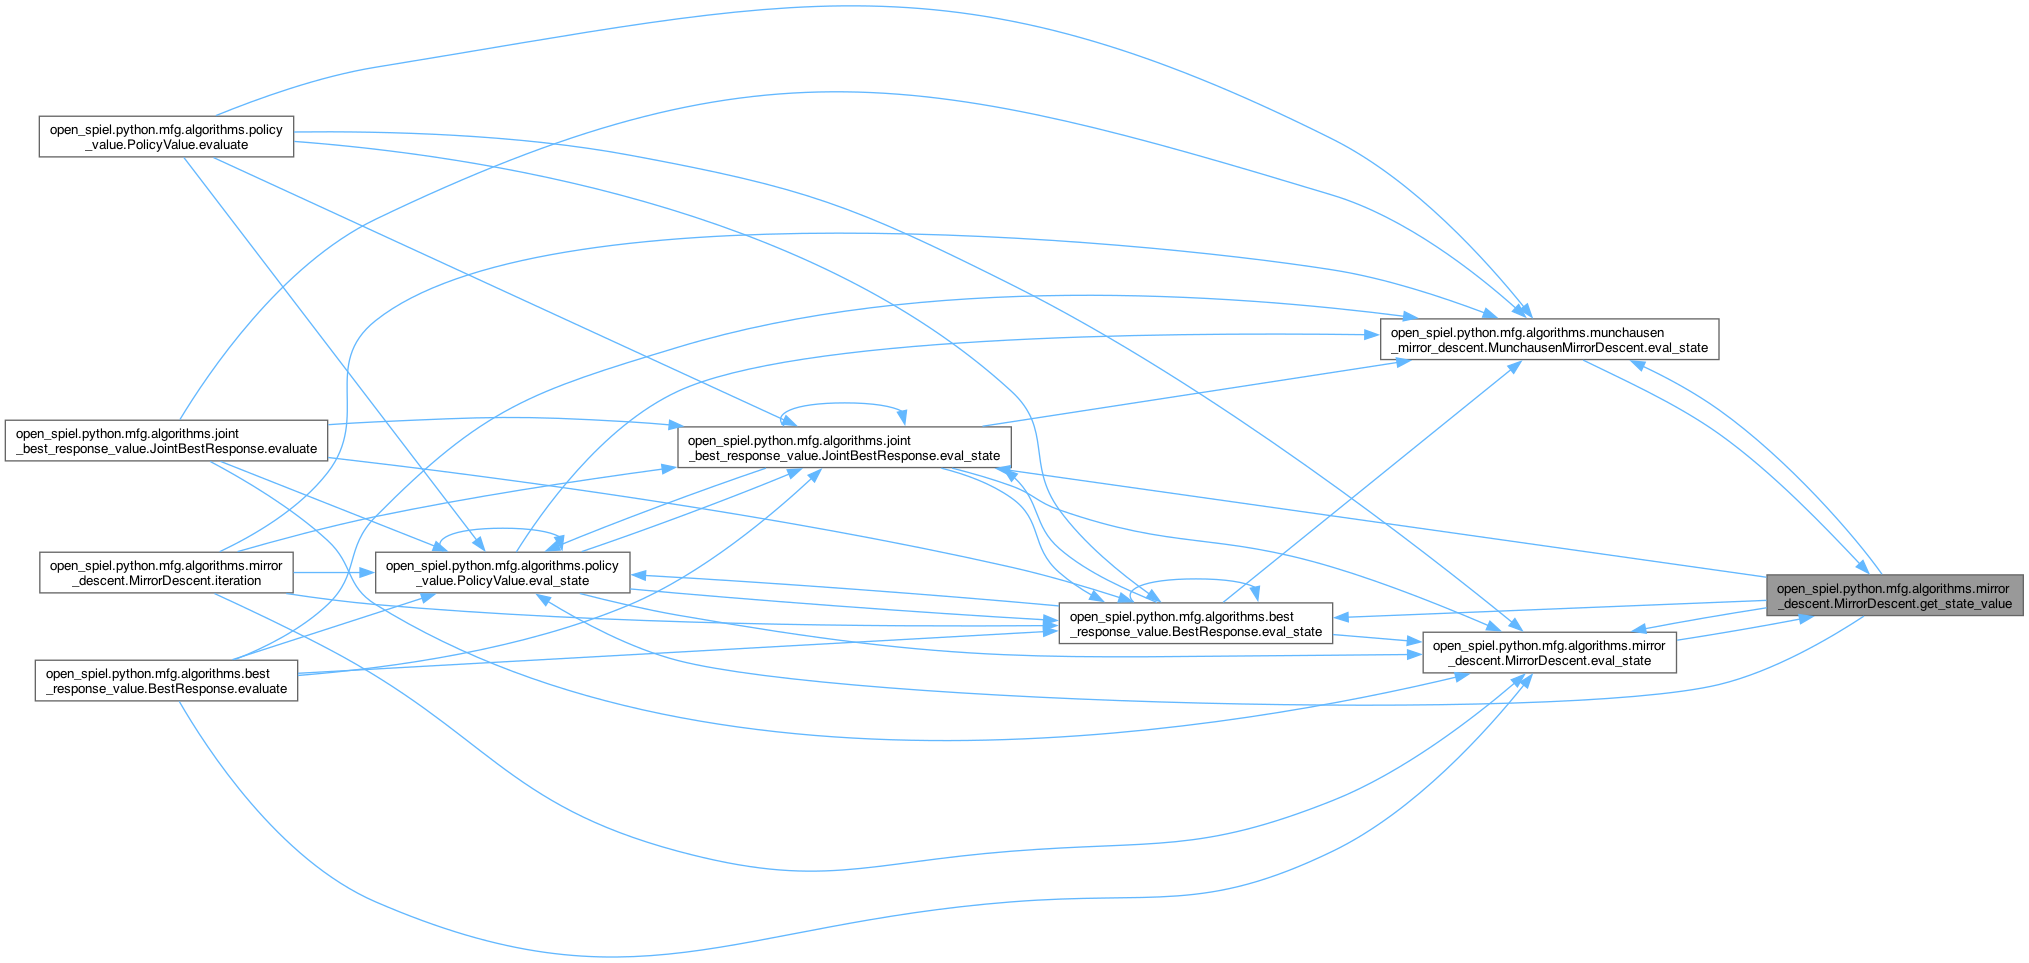 open_spiel.python.mfg.algorithms.policy
_value.PolicyValue.evaluate
open_spiel.python.mfg.algorithms.munchausen
_mirror_descent.MunchausenMirrorDescent.eval_state
open_spiel.python.mfg.algorithms.joint
_best_response_value.JointBestResponse.evaluate
open_spiel.python.mfg.algorithms.joint
_best_response_value.JointBestResponse.eval_state
open_spiel.python.mfg.algorithms.mirror
_descent.MirrorDescent.iteration
open_spiel.python.mfg.algorithms.policy
_value.PolicyValue.eval_state
open_spiel.python.mfg.algorithms.mirror
_descent.MirrorDescent.get_state_value
open_spiel.python.mfg.algorithms.best
_response_value.BestResponse.eval_state
open_spiel.python.mfg.algorithms.mirror
_descent.MirrorDescent.eval_state
open_spiel.python.mfg.algorithms.best
_response_value.BestResponse.evaluate